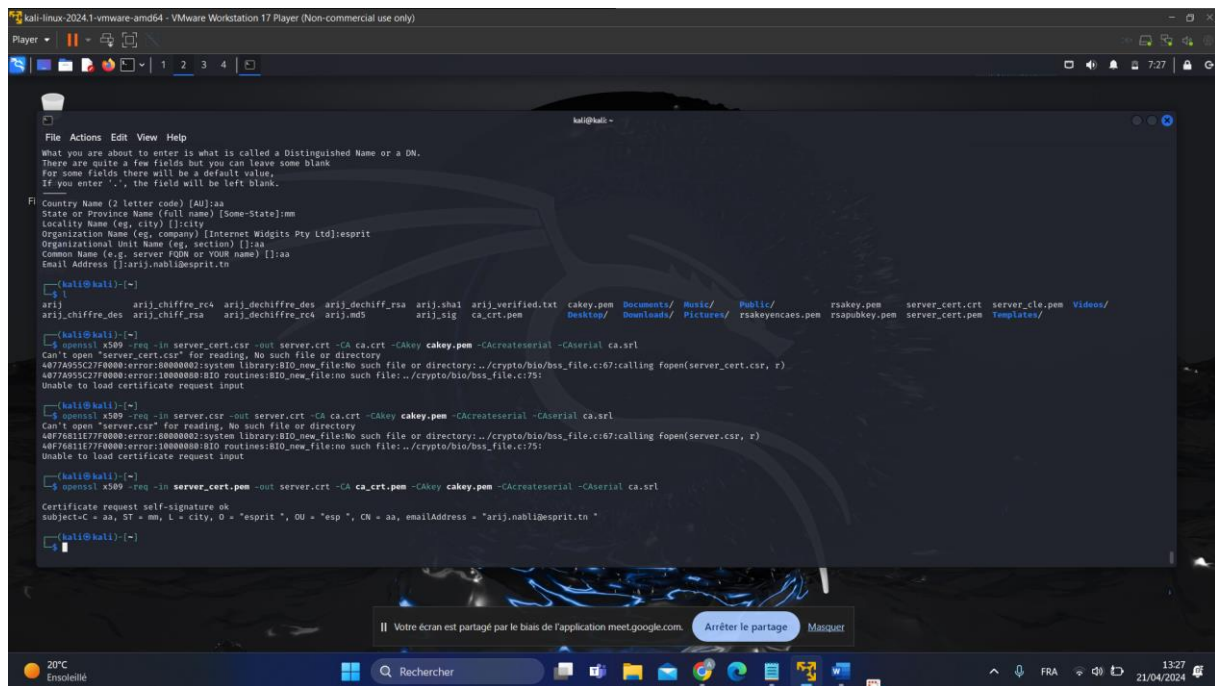 kali-linux-2024.1-vmware-amd64 - VMware Workstation 17 Player (Non-commercial use only)
Player
1 2 3 4
7:27
kali@kali: ~
File Actions Edit View Help
What you are about to enter is what is called a Distinguished Name or a DN.
There are quite a few fields but you can leave some blank
For some fields there will be a default value,
If you enter '.', the field will be left blank.
-----
Country Name (2 letter code) [AU]:aa
State or Province Name (full name) [Some-State]:mm
Locality Name (eg, city) []:city
Organization Name (eg, company) [Internet Widgits Pty Ltd]:esprit
Organizational Unit Name (eg, section) []:aa
Common Name (e.g. server FQDN or YOUR name) []:aa
Email Address []:arij.nabli@esprit.tn
(kali㉿kali)-[~]
$ l
arij arij_chiffre_rc4 arij_dechiffre_des arij_dechiff_rsa arij.sha1 arij_verified.txt cakey.pem Documents/ Music/ Public/ rsakey.pem server_cert.crt server_cle.pem Videos/
arij_chiffre_des arij_chiff_rsa arij_dechiffre_rc4 arij.md5 arij_sig ca_crt.pem Desktop/ Downloads/ Pictures/ rsakeyencaes.pem rsapubkey.pem server_cert.pem Templates/
(kali㉿kali)-[~]
$ openssl x509 -req -in server_cert.csr -out server.crt -CA ca.crt -CAkey cakey.pem -CAcreateserial -CAserial ca.srl
Can't open "server_cert.csr" for reading, No such file or directory
4077A955C27F0000:error:80000002:system library:BIO_new_file:No such file or directory:../crypto/bio/bss_file.c:67:calling fopen(server_cert.csr, r)
4077A955C27F0000:error:10000080:BIO routines:BIO_new_file:no such file:../crypto/bio/bss_file.c:75:
Unable to load certificate request input
(kali㉿kali)-[~]
$ openssl x509 -req -in server.csr -out server.crt -CA ca.crt -CAkey cakey.pem -CAcreateserial -CAserial ca.srl
Can't open "server.csr" for reading, No such file or directory
40F76811E77F0000:error:80000002:system library:BIO_new_file:No such file or directory:../crypto/bio/bss_file.c:67:calling fopen(server.csr, r)
40F76811E77F0000:error:10000080:BIO routines:BIO_new_file:no such file:../crypto/bio/bss_file.c:75:
Unable to load certificate request input
(kali㉿kali)-[~]
$ openssl x509 -req -in server_cert.pem -out server.crt -CA ca_crt.pem -CAkey cakey.pem -CAcreateserial -CAserial ca.srl
Certificate request self-signature ok
subject=C = aa, ST = mm, L = city, O = "esprit ", OU = "esp ", CN = aa, emailAddress = "arij.nabli@esprit.tn "
(kali㉿kali)-[~]
$
Votre écran est partagé par le biais de l'application meet.google.com. Arrêter le partage Masquer
20°C
Ensoleillé
Rechercher
FRA
13:27
21/04/2024